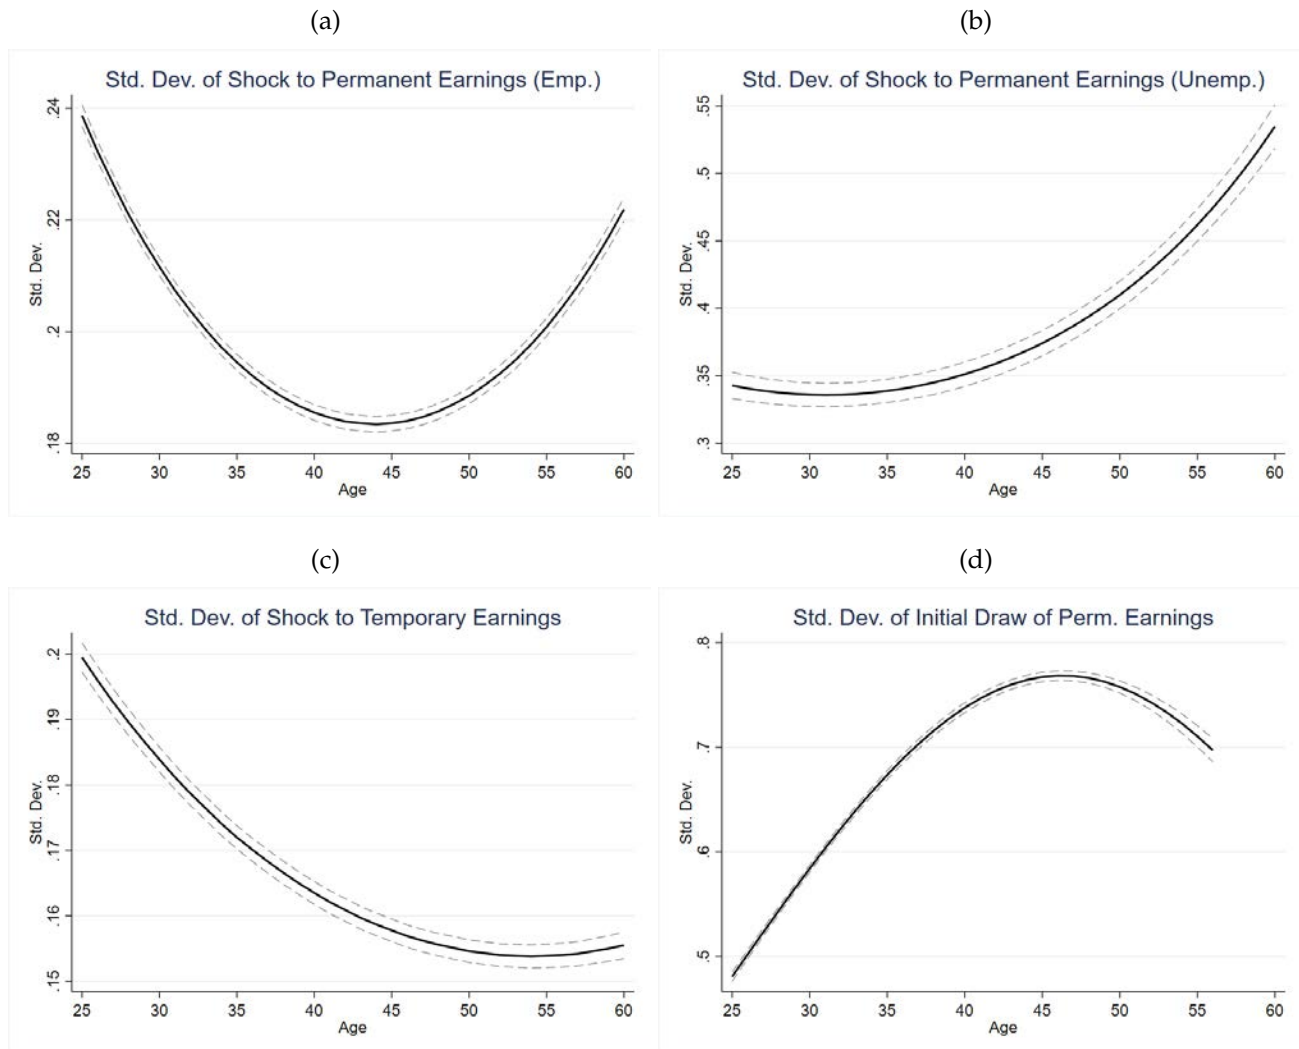 (a)
Std. Dev. of Shock to Permanent Earnings (Emp.)
Std. Dev.
.24
.22
.2
.18
25 30 35 40 45 50 55 60
Age
(b)
Std. Dev. of Shock to Permanent Earnings (Unemp.)
Std. Dev.
.55
.5
.45
.4
.35
.3
25 30 35 40 45 50 55 60
Age
(c)
Std. Dev. of Shock to Temporary Earnings
Std. Dev.
.2
.19
.18
.17
.16
.15
25 30 35 40 45 50 55 60
Age
(d)
Std. Dev. of Initial Draw of Perm. Earnings
Std. Dev.
.8
.7
.6
.5
25 30 35 40 45 50 55 60
Age